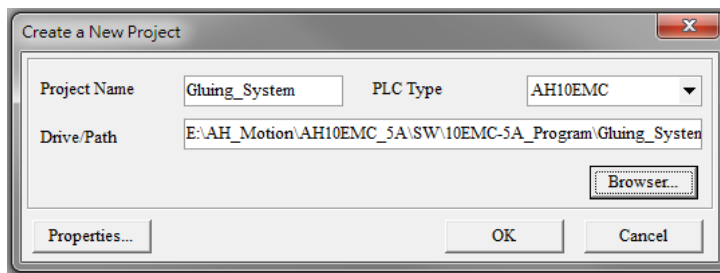 Create a New Project
Project Name Gluing_System PLC Type AH10EMC
Drive/Path E:\AH_Motion\AH10EMC_5A\SW\10EMC-5A_Program\Gluing_System
Browser...
Properties... OK Cancel